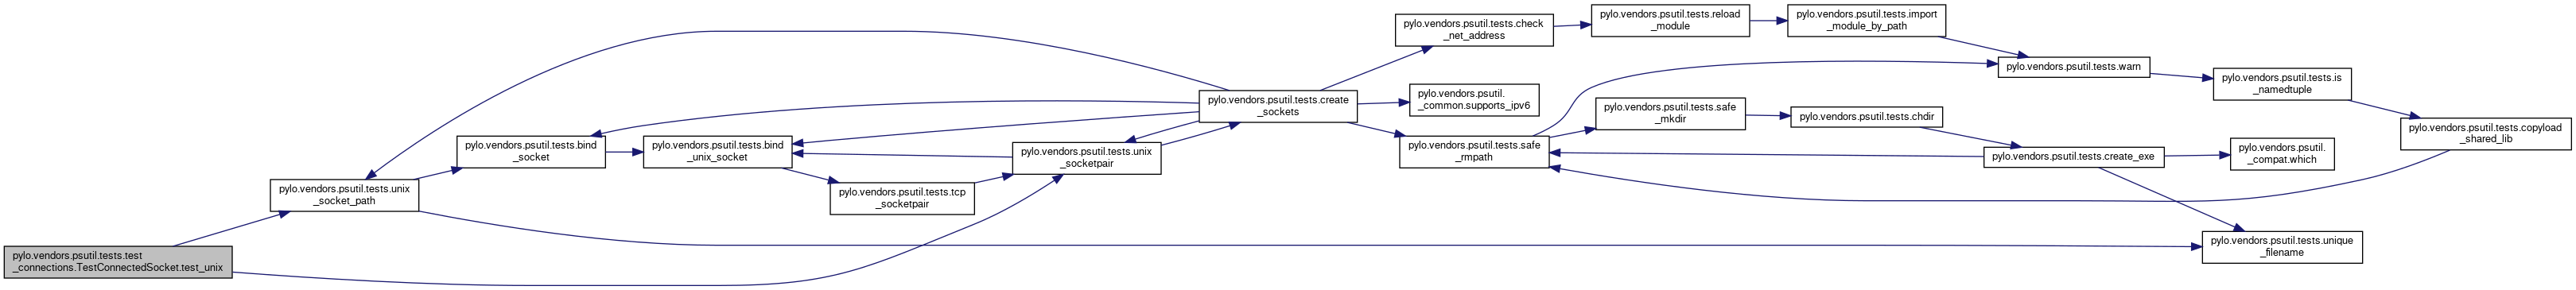 pylo.vendors.psutil.tests.test
_connections.TestConnectedSocket.test_unix
pylo.vendors.psutil.tests.unix
_socket_path
pylo.vendors.psutil.tests.bind
_socket
pylo.vendors.psutil.tests.bind
_unix_socket
pylo.vendors.psutil.tests.tcp
_socketpair
pylo.vendors.psutil.tests.unix
_socketpair
pylo.vendors.psutil.tests.create
_sockets
pylo.vendors.psutil.tests.check
_net_address
pylo.vendors.psutil.
_common.supports_ipv6
pylo.vendors.psutil.tests.safe
_rmpath
pylo.vendors.psutil.tests.reload
_module
pylo.vendors.psutil.tests.safe
_mkdir
pylo.vendors.psutil.tests.import
_module_by_path
pylo.vendors.psutil.tests.chdir
pylo.vendors.psutil.tests.warn
pylo.vendors.psutil.tests.create_exe
pylo.vendors.psutil.tests.is
_namedtuple
pylo.vendors.psutil.
_compat.which
pylo.vendors.psutil.tests.unique
_filename
pylo.vendors.psutil.tests.copyload
_shared_lib